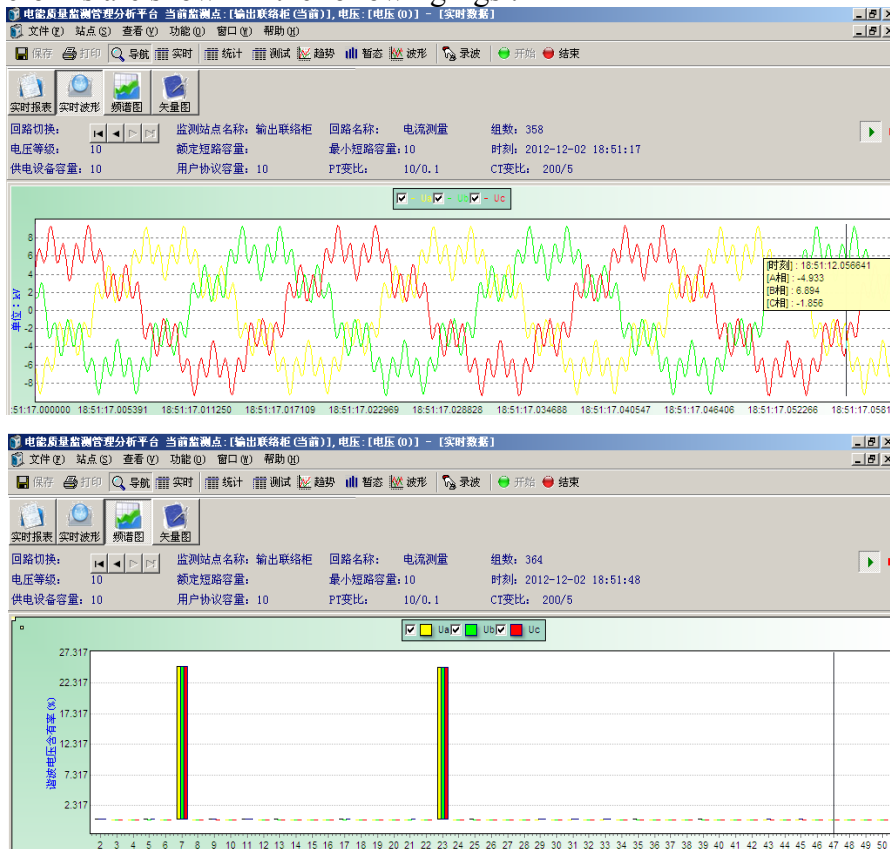 电能质量监测管理分析平台 当前监测点:[输出联络柜(当前)],电压:[电压(0)] - [实时数据]
文件(F) 站点(S) 查看(V) 功能(Q) 窗口(W) 帮助(H)
保存 打印 导航 实时 统计 测试 趋势 暂态 波形 录波 开始 结束
实时报表 实时波形 频谱图 矢量图
回路切换: 监测站点名称: 输出联络柜 回路名称: 电流测量 组数: 358
电压等级: 10 额定短路容量: 最小短路容量:10 时刻: 2012-12-02 18:51:17
供电设备容量: 10 用户协议容量: 10 PT变比: 10/0.1 CT变比: 200/5
- Ua - Ub - Uc
单位:kV
8
6
4
2
0
-2
-4
-6
-8
[时刻]:18:51:12.056641
[A相]:-4.933
[B相]:6.894
[C相]:-1.856
:51:17.000000 18:51:17.005391 18:51:17.011250 18:51:17.017109 18:51:17.022969 18:51:17.028828 18:51:17.034688 18:51:17.040547 18:51:17.046406 18:51:17.052266 18:51:17.0581
电能质量监测管理分析平台 当前监测点:[输出联络柜(当前)],电压:[电压(0)] - [实时数据]
文件(F) 站点(S) 查看(V) 功能(Q) 窗口(W) 帮助(H)
保存 打印 导航 实时 统计 测试 趋势 暂态 波形 录波 开始 结束
实时报表 实时波形 频谱图 矢量图
回路切换: 监测站点名称: 输出联络柜 回路名称: 电流测量 组数: 364
电压等级: 10 额定短路容量: 最小短路容量:10 时刻: 2012-12-02 18:51:48
供电设备容量: 10 用户协议容量: 10 PT变比: 10/0.1 CT变比: 200/5
Ua Ub Uc
谐波电压含有率(%)
27.317
22.317
17.317
12.317
7.317
2.317
2 3 4 5 6 7 8 9 10 11 12 13 14 15 16 17 18 19 20 21 22 23 24 25 26 27 28 29 30 31 32 33 34 35 36 37 38 39 40 41 42 43 44 45 46 47 48 49 50